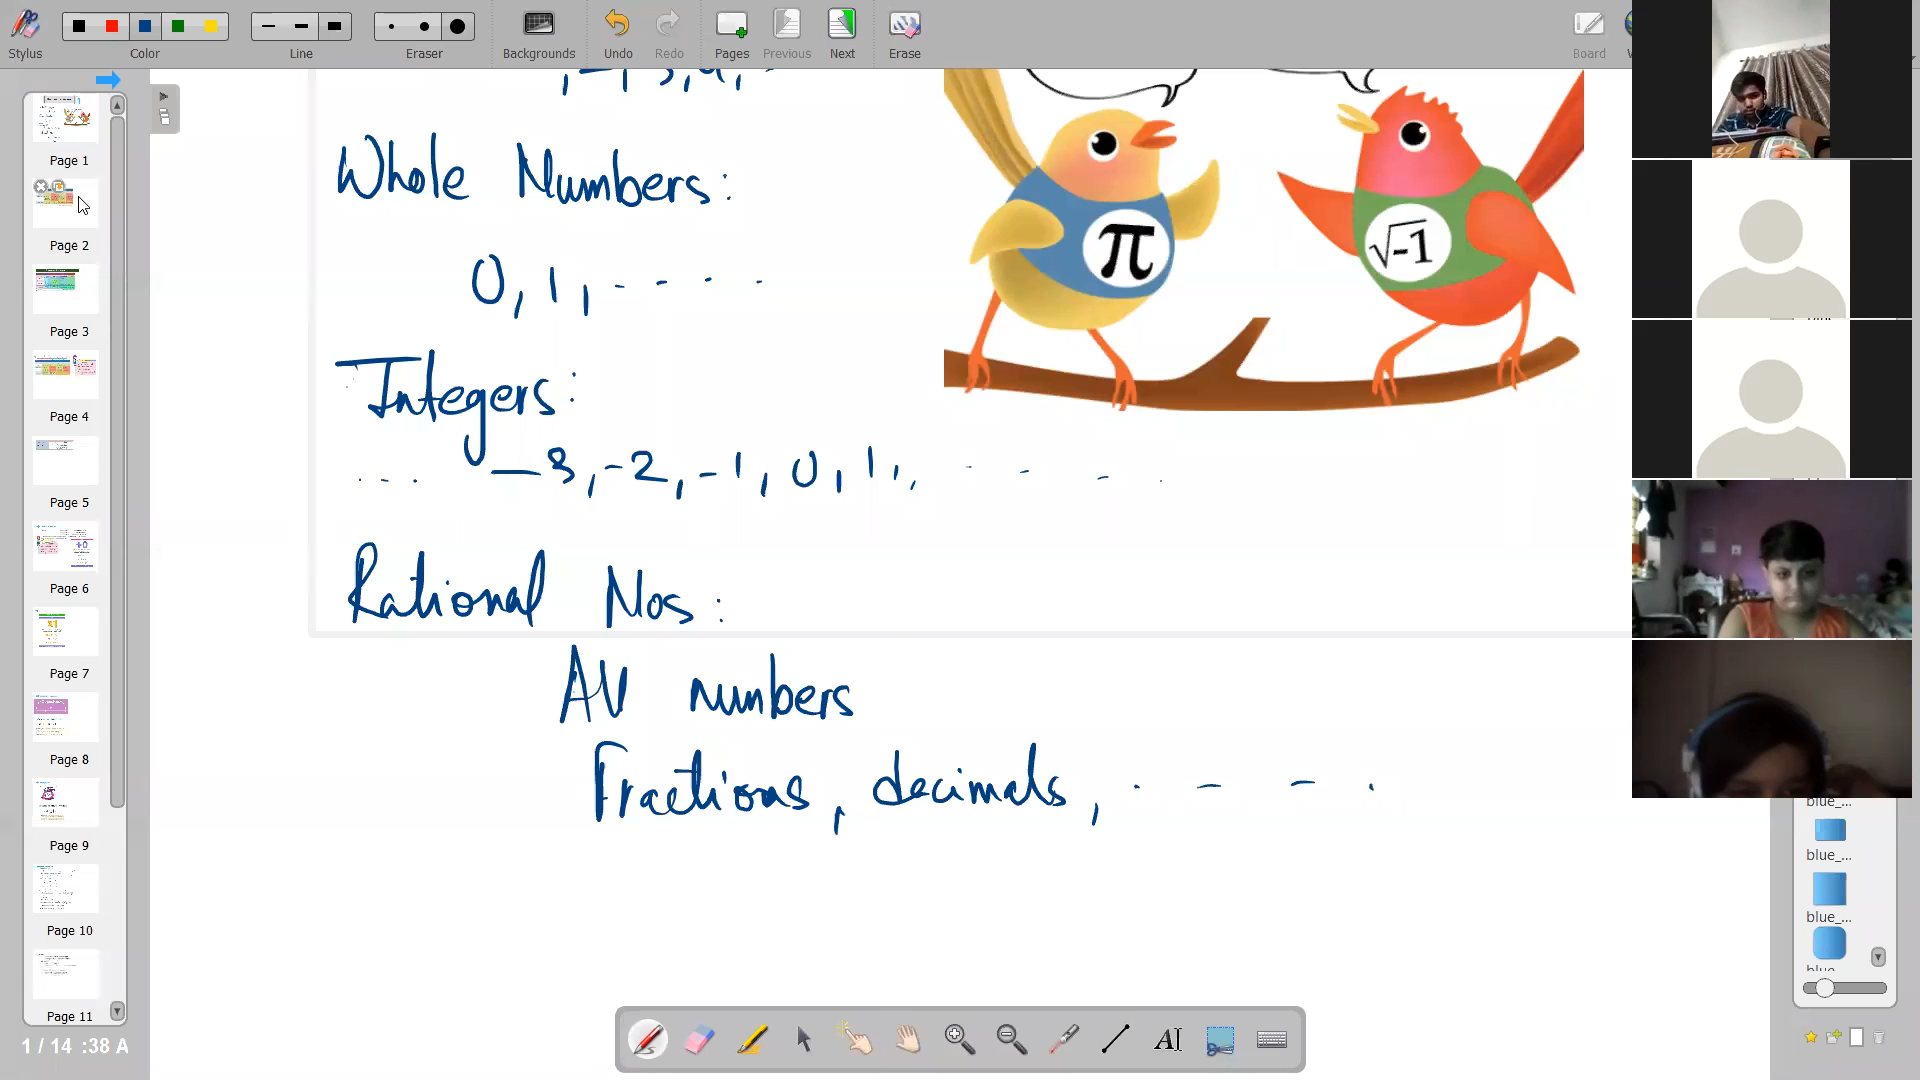 Stylus
Color
Line
Eraser
Backgrounds
Undo
Redo
Pages
Previous
Next
Erase
Board
Page 1
Page 2
Page 3
Page 4
Page 5
Page 6
Page 7
Page 8
Page 9
Page 10
Page 11
1 / 14 :38 A
Whole Numbers:
0, 1, - - - -
Integers:
... -3, -2, -1, 0, 1, - - - .
Rational Nos:
All numbers
Fractions, decimals, - - - .
π
√-1
blue_...
blue_...
blue_...
AI